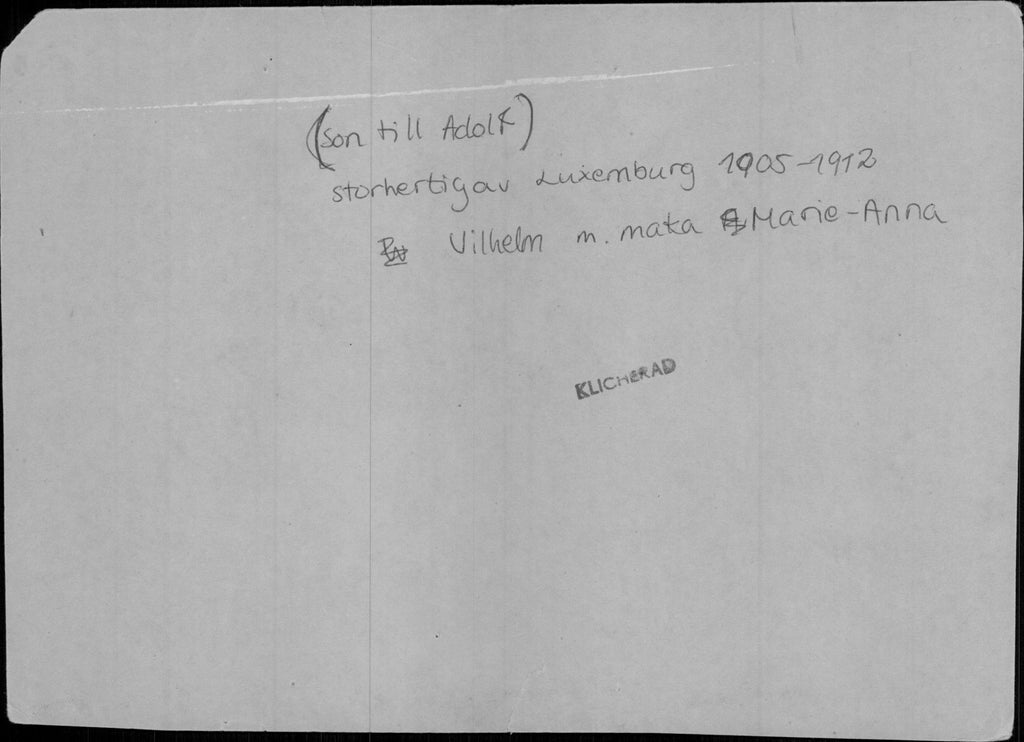 (Son till Adolf)
storhertig av Luxemburg 1905-1912
Vilhelm m. maka Marie-Anna
KLICHERAD